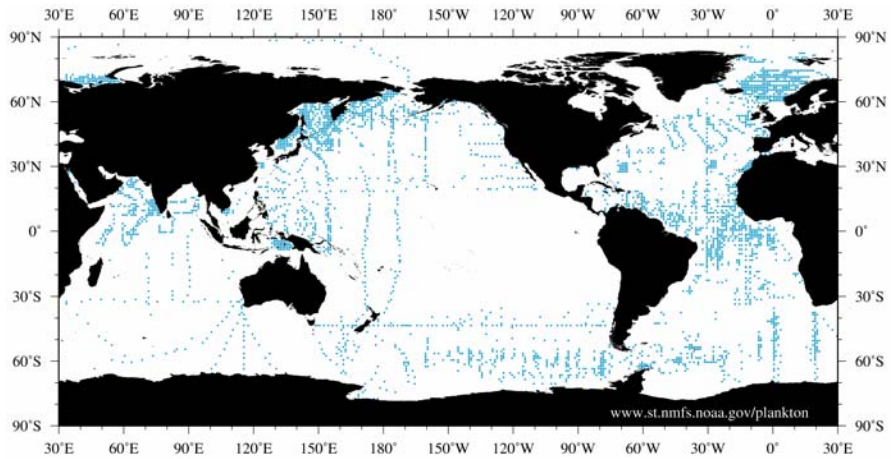 30˚E 60˚E 90˚E 120˚E 150˚E 180˚ 150˚W 120˚W 90˚W 60˚W 30˚W 0˚ 30˚E
90˚N 90˚N
60˚N 60˚N
30˚N 30˚N
0˚ 0˚
30˚S 30˚S
60˚S 60˚S
www.st.nmfs.noaa.gov/plankton
90˚S 90˚S
30˚E 60˚E 90˚E 120˚E 150˚E 180˚ 150˚W 120˚W 90˚W 60˚W 30˚W 0˚ 30˚E